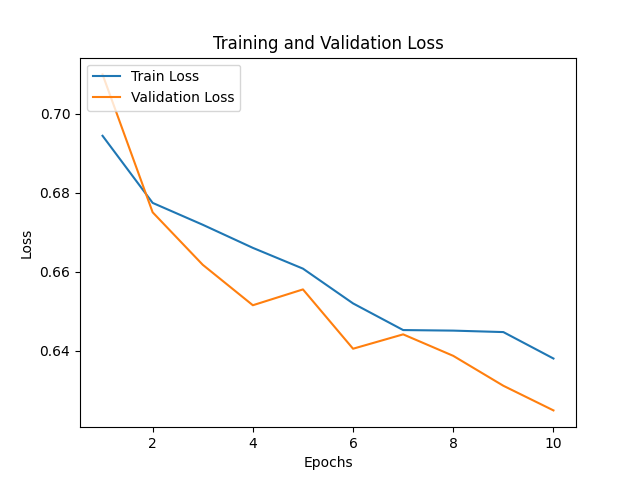 Training and Validation Loss
Train Loss
Validation Loss
0.70
0.68
0.66
0.64
Loss
2 4 6 8 10
Epochs